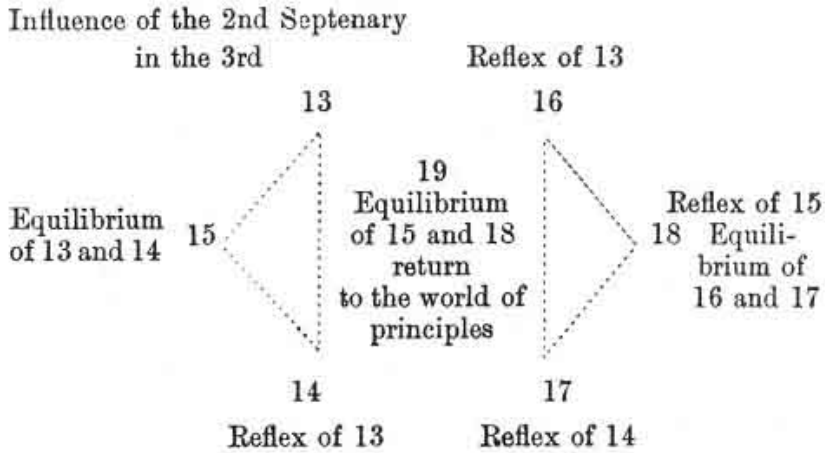 Influence of the 2nd Septenary
in the 3rd
Reflex of 13
13
16
19
Equilibrium
of 15 and 18
return
to the world of
principles
Equilibrium
of 13 and 14
15
Reflex of 15
18 Equili-
brium of
16 and 17
14
17
Reflex of 13
Reflex of 14